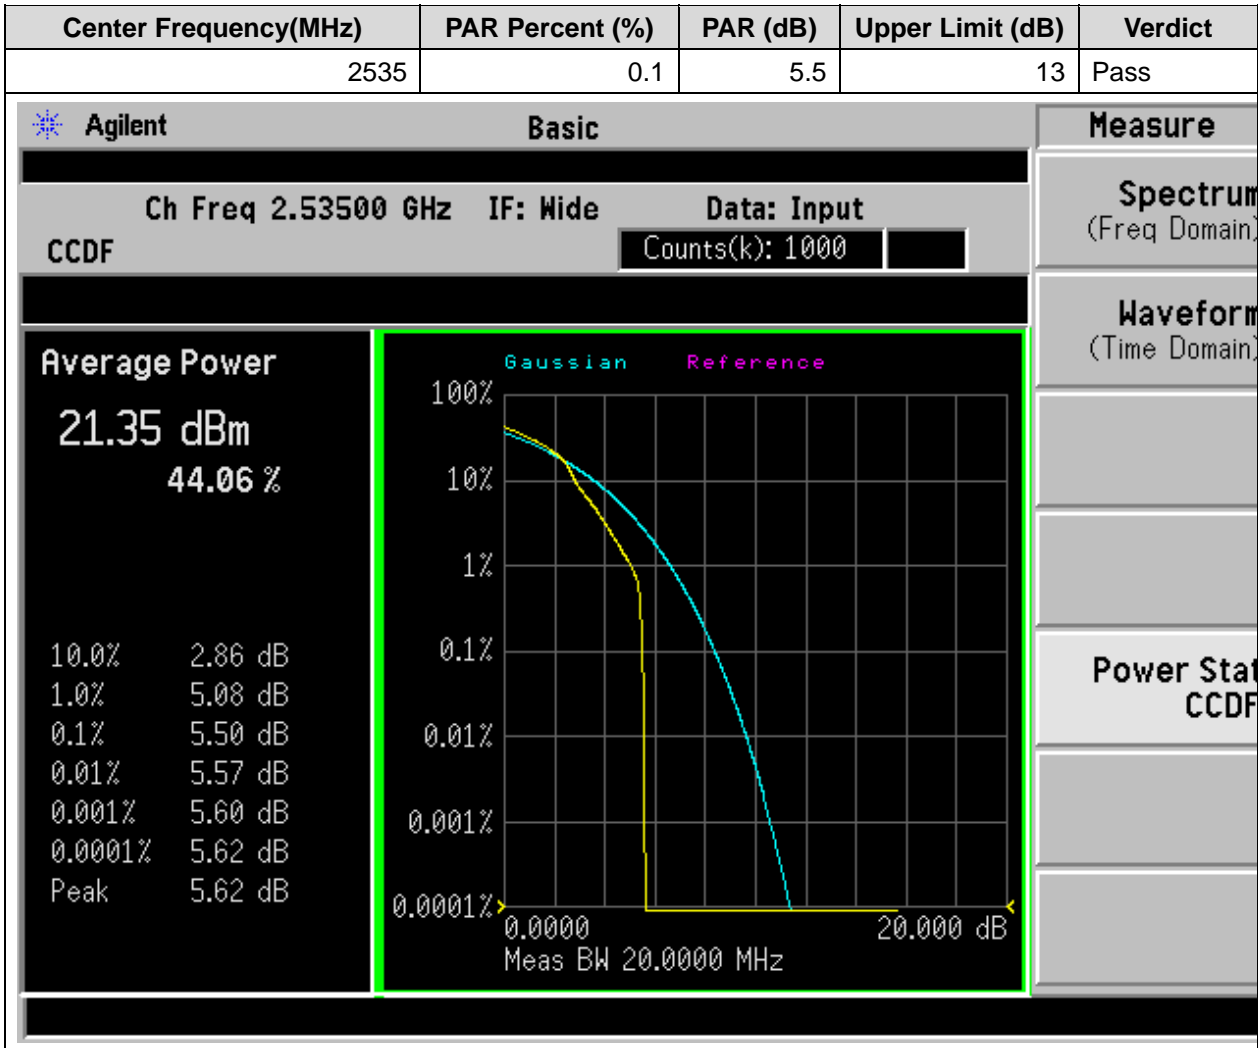 Center Frequency(MHz) PAR Percent (%) PAR (dB) Upper Limit (dB) Verdict
2535 0.1 5.5 13 Pass
Agilent Basic Measure
Ch Freq 2.53500 GHz IF: Wide Data: Input
CCDF Counts(k): 1000
Spectrum
(Freq Domain)
Waveform
(Time Domain)
Power Stat
CCDF
Average Power
21.35 dBm
44.06 %
10.0% 2.86 dB
1.0% 5.08 dB
0.1% 5.50 dB
0.01% 5.57 dB
0.001% 5.60 dB
0.0001% 5.62 dB
Peak 5.62 dB
Gaussian Reference
100%
10%
1%
0.1%
0.01%
0.001%
0.0001%
0.0000 20.000 dB
Meas BW 20.0000 MHz